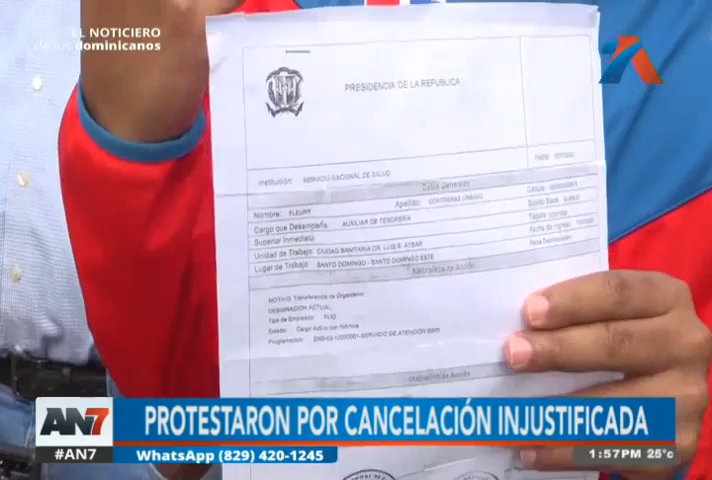 EL NOTICIERO
de los dominicanos
PRESIDENCIA DE LA REPUBLICA
Institución: SERVICIO NACIONAL DE SALUD
Fecha
Datos Generales
Nombre: FLEURY Apellido: CONTRERAS URBANO
Cargo que Desempeña: AUXILIAR DE TESORERIA
Superior Inmediato
Unidad de Trabajo: CIUDAD SANITARIA DR. LUIS E. AYBAR
Lugar de Trabajo SANTO DOMINGO - SANTO DOMINGO ESTE
Naturaleza de Acción
MOTIVO: Transferencia de Organismo
DESIGNACION ACTUAL
Tipo de Empleado: FIJO
Estado: Cargo Activo con Nómina
Programación:
AN7 PROTESTARON POR CANCELACIÓN INJUSTIFICADA
#AN7 WhatsApp (829) 420-1245 1:57PM 25°c